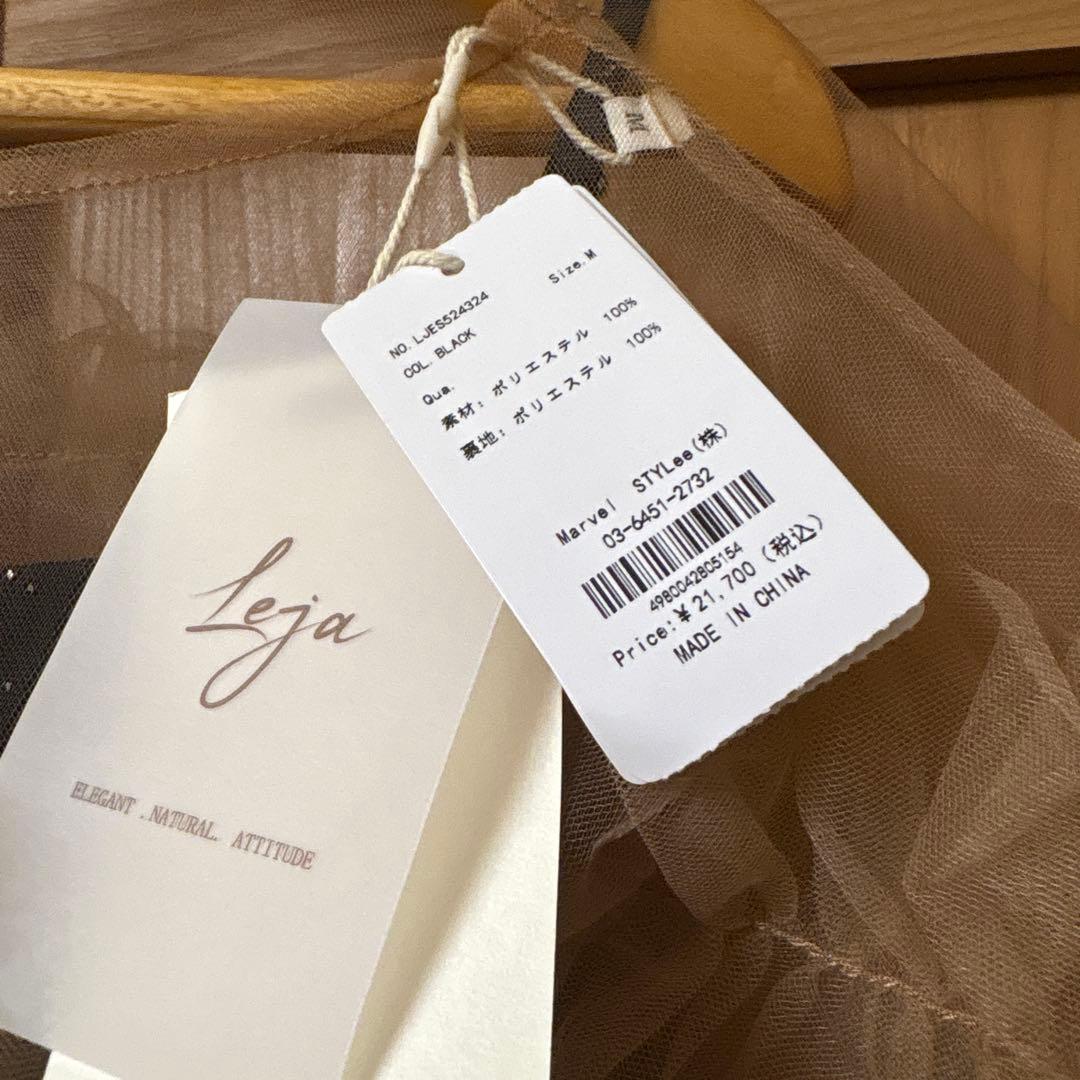 M
NO. LJES524324 Size.M
COL. BLACK
Qua.
素材: ポリエステル 100%
裏地: ポリエステル 100%
Marvel STYLee(株)
03-6451-2732
4980042805154
Price:¥21,700(税込)
MADE IN CHINA
Leja
ELEGANT .NATURAL. ATTITUDE